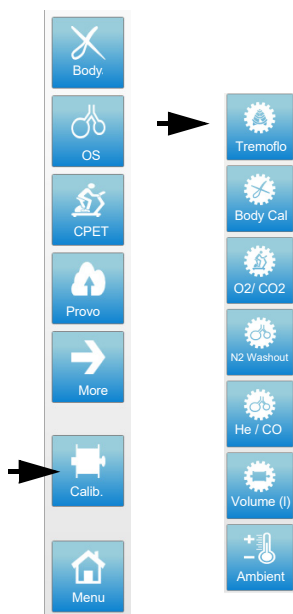 Body
OS
CPET
Provo
More
Calib.
Menu
Tremoflo
Body Cal
O2/ CO2
N2 Washout
He / CO
Volume (l)
Ambient